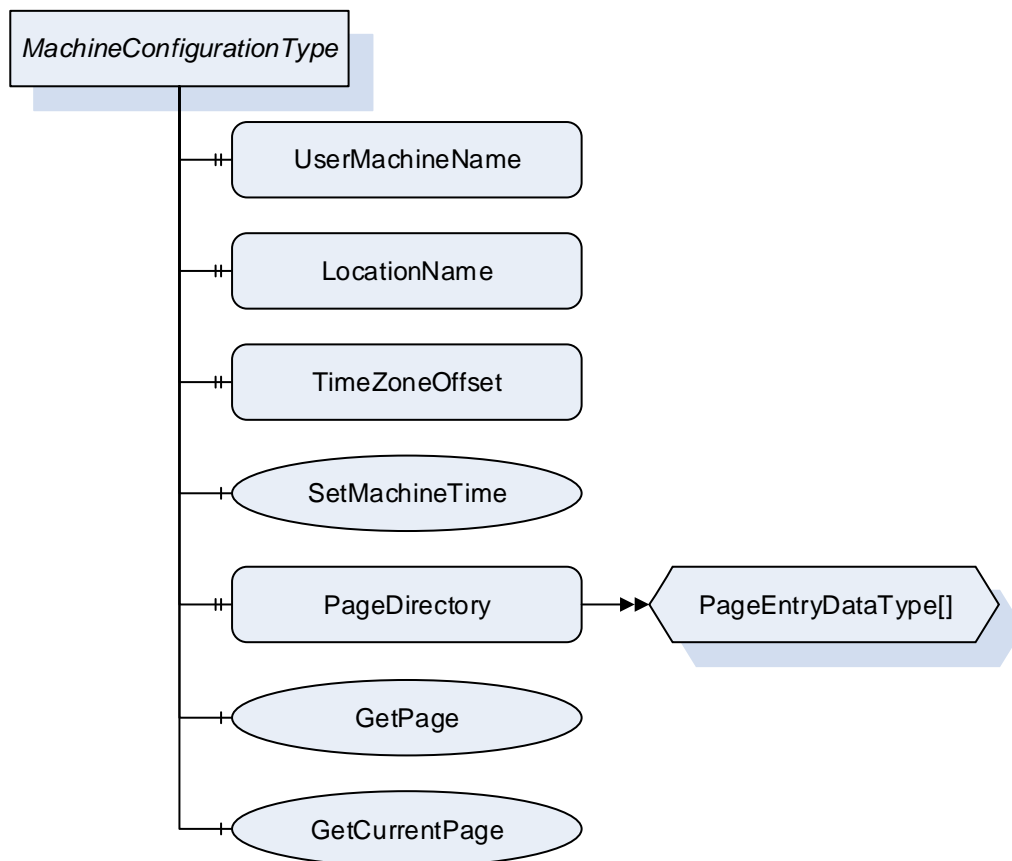 MachineConfigurationType
UserMachineName
LocationName
TimeZoneOffset
SetMachineTime
PageDirectory
PageEntryDataType[]
GetPage
GetCurrentPage